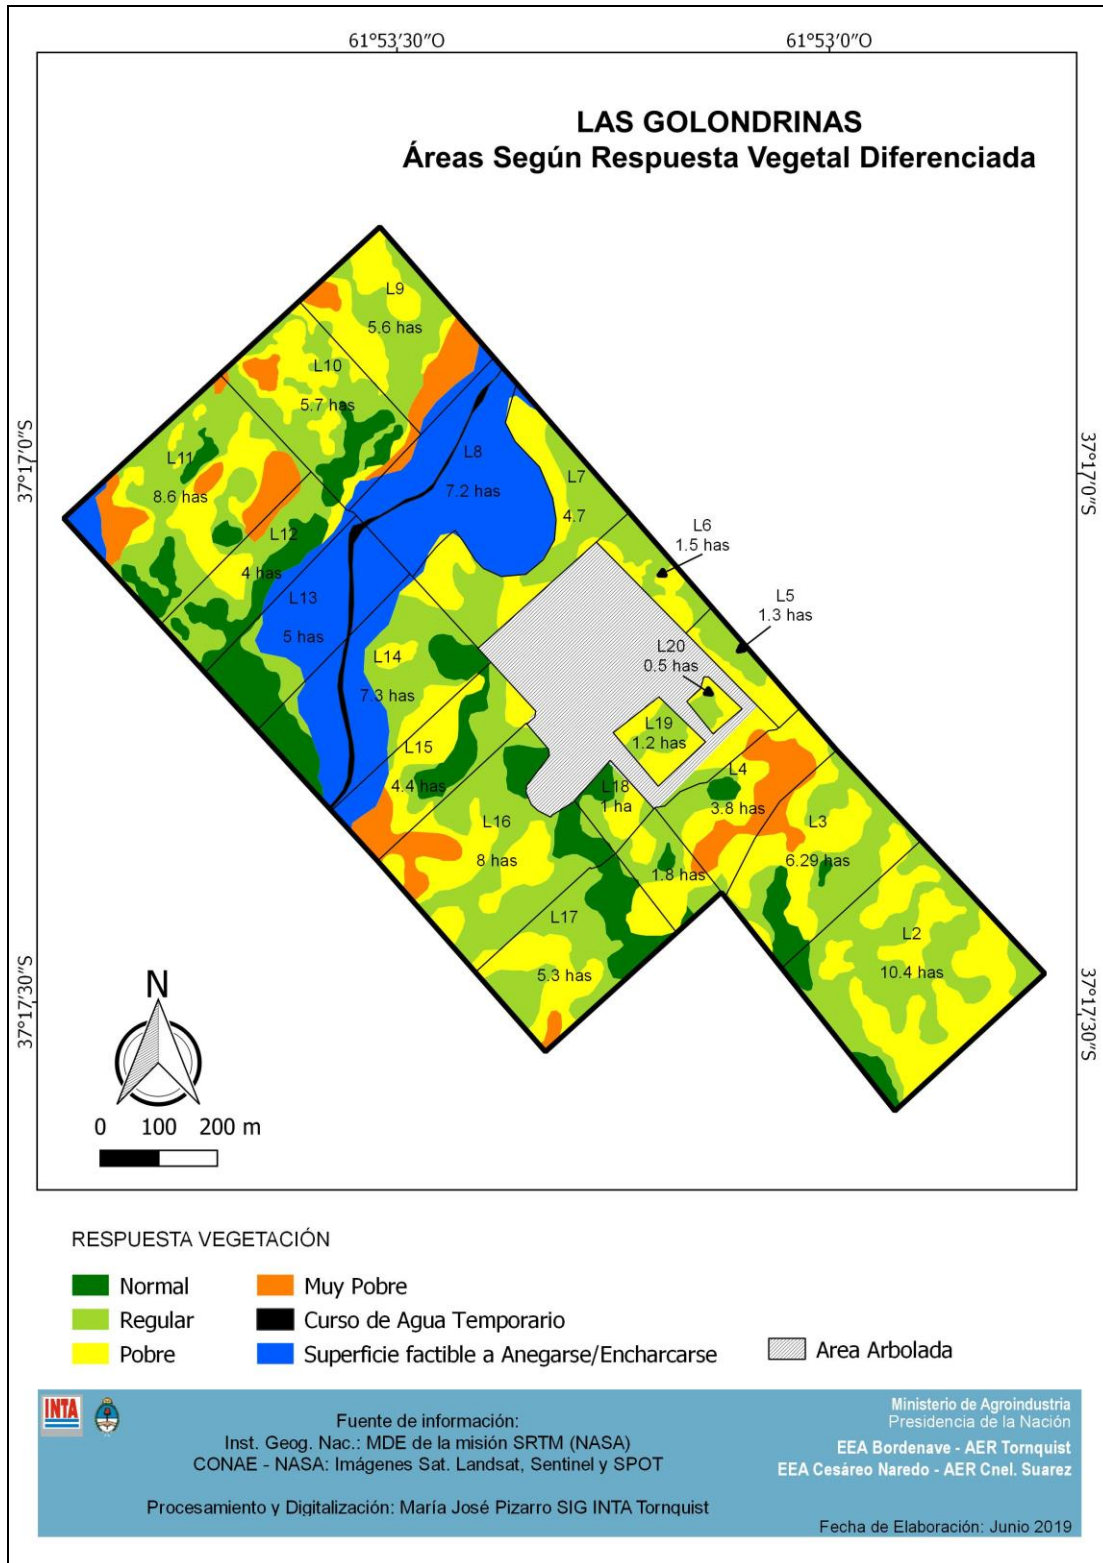 61°53'30"O
61°53'0"O
LAS GOLONDRINAS
Áreas Según Respuesta Vegetal Diferenciada
37°17'0"S
37°17'0"S
37°17'30"S
37°17'30"S
L9
5.6 has
L10
5.7 has
L11
8.6 has
L8
7.2 has
L7
4.7
L12
4 has
L6
1.5 has
L5
1.3 has
L13
5 has
L20
0.5 has
L14
7.3 has
L19
1.2 has
L15
4.4 has
L4
3.8 has
L18
1 ha
L16
8 has
L3
6.29 has
1.8 has
L17
5.3 has
L2
10.4 has
N
0 100 200 m
RESPUESTA VEGETACIÓN
Normal
Regular
Pobre
Muy Pobre
Curso de Agua Temporario
Superficie factible a Anegarse/Encharcarse
Area Arbolada
INTA
Fuente de información:
Inst. Geog. Nac.: MDE de la misión SRTM (NASA)
CONAE - NASA: Imágenes Sat. Landsat, Sentinel y SPOT
Procesamiento y Digitalización: María José Pizarro SIG INTA Tornquist
Ministerio de Agroindustria
Presidencia de la Nación
EEA Bordenave - AER Tornquist
EEA Cesáreo Naredo - AER Cnel. Suarez
Fecha de Elaboración: Junio 2019